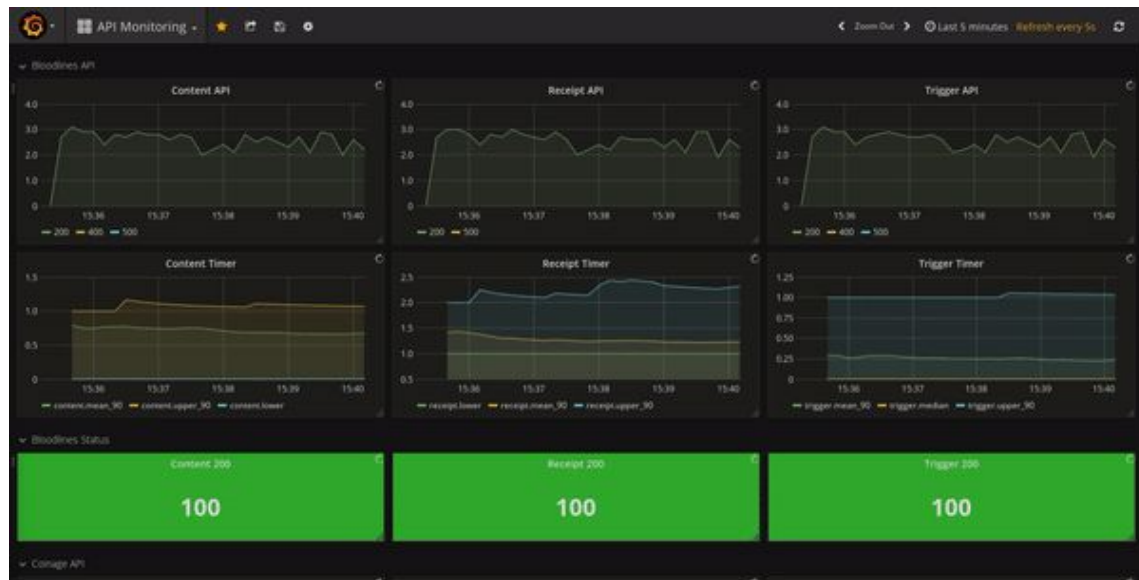 API Monitoring
Zoom Out
Last 5 minutes Refresh every 5s
Bloodlines API
Content API
4.0
3.0
2.0
1.0
0
15:36 15:37 15:38 15:39 15:40
200 400 500
Receipt API
4.0
3.0
2.0
1.0
0
15:36 15:37 15:38 15:39 15:40
200 500
Trigger API
4.0
3.0
2.0
1.0
0
15:36 15:37 15:38 15:39 15:40
200 400 500
Content Timer
1.5
1.0
0.5
0
15:36 15:37 15:38 15:39 15:40
content.mean_90 content.upper_90 content.lower
Receipt Timer
2.5
2.0
1.5
1.0
0.5
15:36 15:37 15:38 15:39 15:40
receipt.lower receipt.mean_90 receipt.upper_90
Trigger Timer
1.25
1.00
0.75
0.50
0.25
0
15:36 15:37 15:38 15:39 15:40
trigger.mean_90 trigger.median trigger.upper_90
Bloodlines Status
Content 200
100
Receipt 200
100
Trigger 200
100
Coinage API